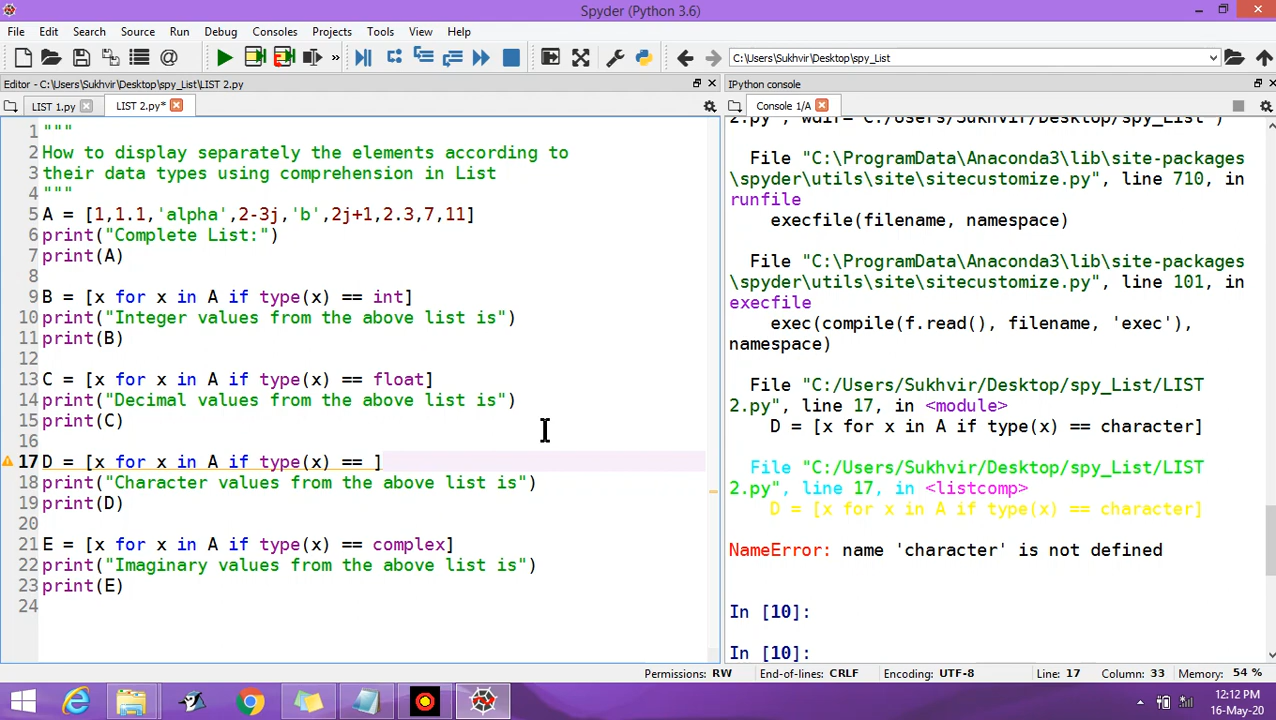 Spyder (Python 3.6)
File Edit Search Source Run Debug Consoles Projects Tools View Help
C:\Users\Sukhvir\Desktop\spy_List
Editor - C:\Users\Sukhvir\Desktop\spy_List\LIST 2.py
LIST 1.py LIST 2.py*
1 """
2 How to display separately the elements according to
3 their data types using comprehension in List
4 """
5 A = [1,1.1,'alpha',2-3j,'b',2j+1,2.3,7,11]
6 print("Complete List:")
7 print(A)
8
9 B = [x for x in A if type(x) == int]
10 print("Integer values from the above list is")
11 print(B)
12
13 C = [x for x in A if type(x) == float]
14 print("Decimal values from the above list is")
15 print(C)
16
17 D = [x for x in A if type(x) == ]
18 print("Character values from the above list is")
19 print(D)
20
21 E = [x for x in A if type(x) == complex]
22 print("Imaginary values from the above list is")
23 print(E)
24
IPython console
Console 1/A
2.py', wdir='C:/Users/Sukhvir/Desktop/spy_List')
File "C:\ProgramData\Anaconda3\lib\site-packages
\spyder\utils\site\sitecustomize.py", line 710, in
runfile
execfile(filename, namespace)
File "C:\ProgramData\Anaconda3\lib\site-packages
\spyder\utils\site\sitecustomize.py", line 101, in
execfile
exec(compile(f.read(), filename, 'exec'),
namespace)
File "C:/Users/Sukhvir/Desktop/spy_List/LIST
2.py", line 17, in <module>
D = [x for x in A if type(x) == character]
File "C:/Users/Sukhvir/Desktop/spy_List/LIST
2.py", line 17, in <listcomp>
D = [x for x in A if type(x) == character]
NameError: name 'character' is not defined
In [10]:
In [10]:
Permissions: RW End-of-lines: CRLF Encoding: UTF-8 Line: 17 Column: 33 Memory: 54 %
12:12 PM
16-May-20